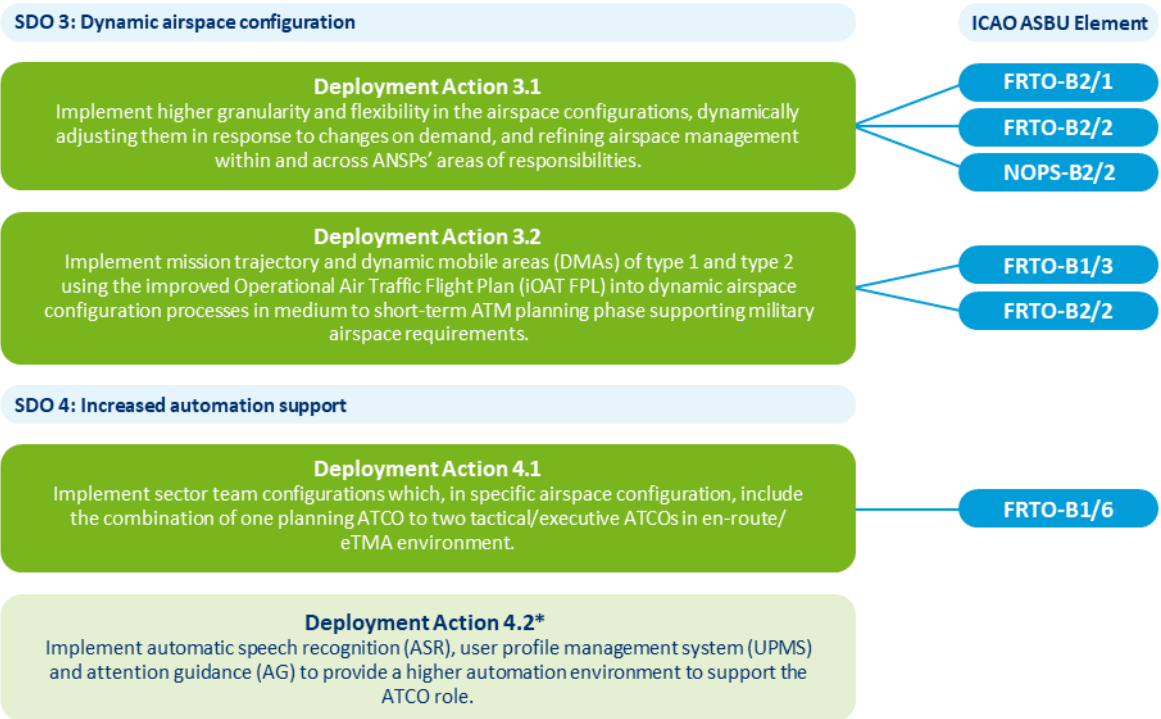 SDO 3: Dynamic airspace configuration
ICAO ASBU Element
Deployment Action 3.1
Implement higher granularity and flexibility in the airspace configurations, dynamically
adjusting them in response to changes on demand, and refining airspace management
within and across ANSPs’ areas of responsibilities.
FRTO-B2/1
FRTO-B2/2
NOPS-B2/2
Deployment Action 3.2
Implement mission trajectory and dynamic mobile areas (DMAs) of type 1 and type 2
using the improved Operational Air Traffic Flight Plan (iOAT FPL) into dynamic airspace
configuration processes in medium to short-term ATM planning phase supporting military
airspace requirements.
FRTO-B1/3
FRTO-B2/2
SDO 4: Increased automation support
Deployment Action 4.1
Implement sector team configurations which, in specific airspace configuration, include
the combination of one planning ATCO to two tactical/executive ATCOs in en-route/
eTMA environment.
FRTO-B1/6
Deployment Action 4.2*
Implement automatic speech recognition (ASR), user profile management system (UPMS)
and attention guidance (AG) to provide a higher automation environment to support the
ATCO role.